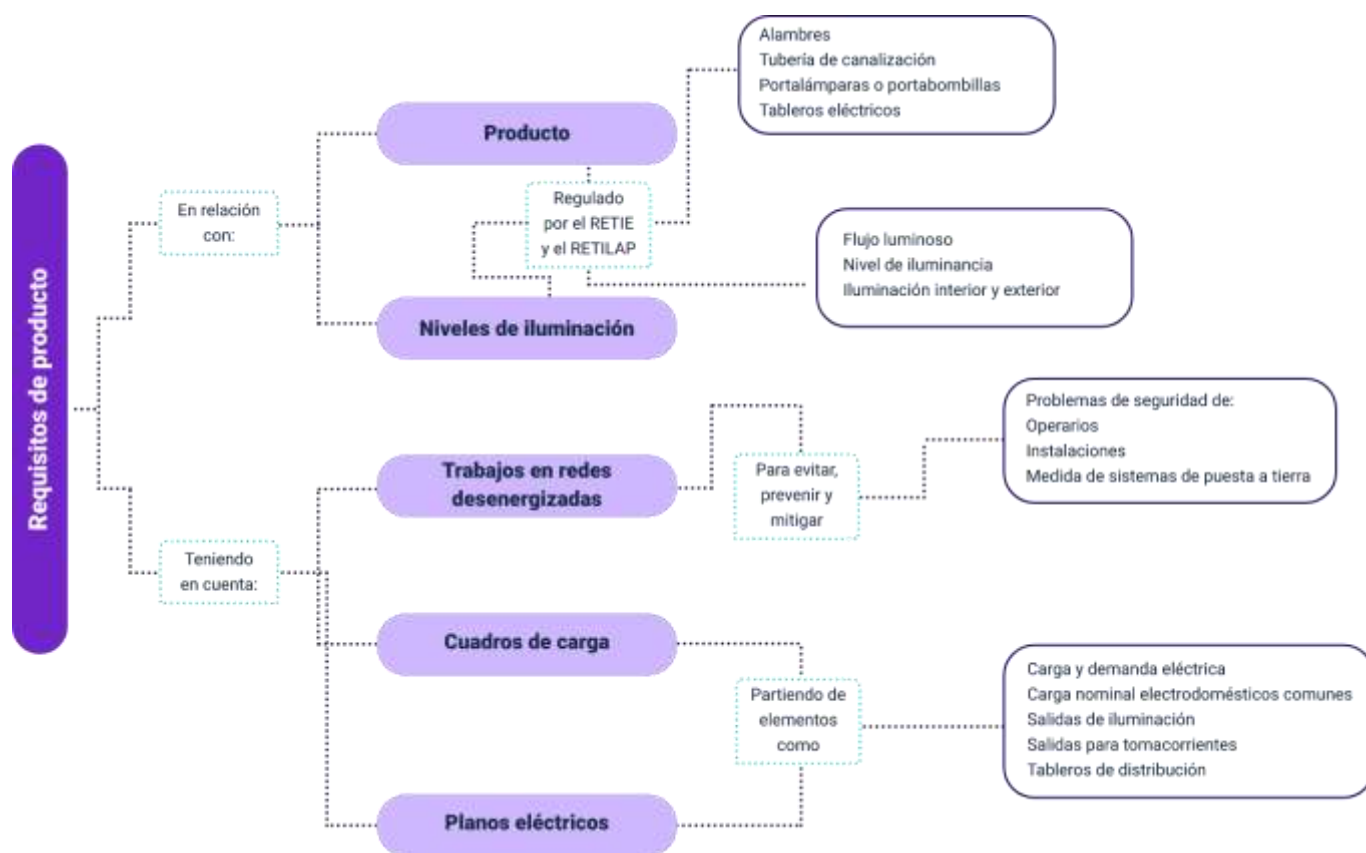 Requisitos de producto
En relación
con:
Producto
Regulado
por el RETIE
y el RETILAP
Alambres
Tubería de canalización
Portalámparas o portabombillas
Tableros eléctricos
Niveles de iluminación
Flujo luminoso
Nivel de iluminancia
Iluminación interior y exterior
Teniendo
en cuenta:
Trabajos en redes
desenergizadas
Para evitar,
prevenir y
mitigar
Problemas de seguridad de:
Operarios
Instalaciones
Medida de sistemas de puesta a tierra
Cuadros de carga
Partiendo de
elementos
como
Carga y demanda eléctrica
Carga nominal electrodomésticos comunes
Salidas de iluminación
Salidas para tomacorrientes
Tableros de distribución
Planos eléctricos